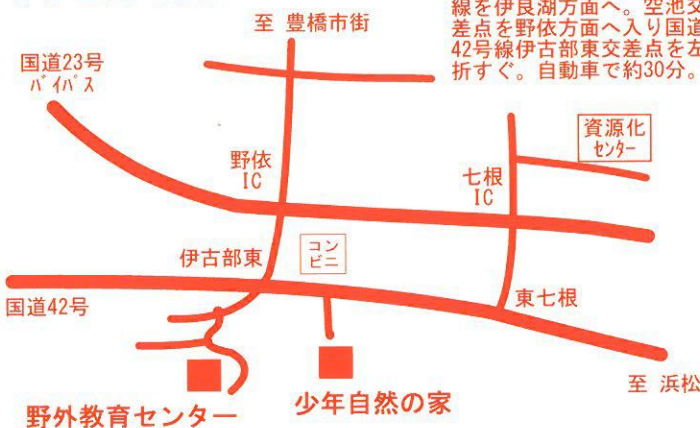 線を伊良湖方面へ。空池交
差点を野依方面へ入り国道
42号線伊古部東交差点を左
折すぐ。自動車で約30分。
至 豊橋市街
国道23号
バイパス
資源化
センター
野依
IC
七根
IC
伊古部東
コン
ビニ
国道42号
東七根
至 浜松
少年自然の家
野外教育センター